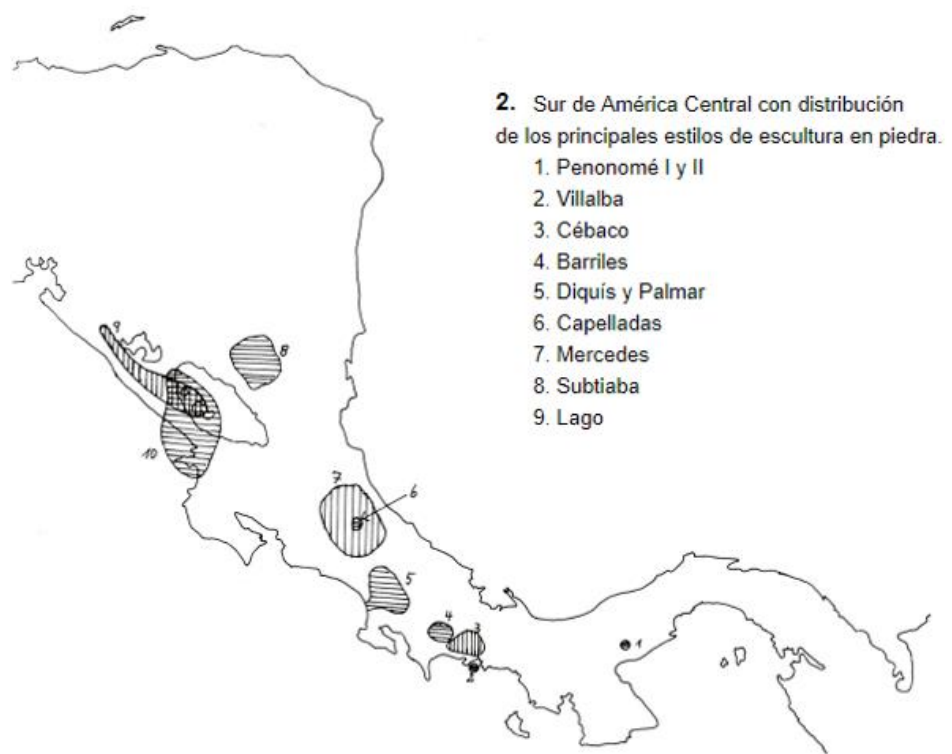 2. Sur de América Central con distribución
de los principales estilos de escultura en piedra.
1. Penonomé I y II
2. Villalba
3. Cébaco
4. Barriles
5. Diquís y Palmar
6. Capelladas
7. Mercedes
8. Subtiaba
9. Lago
9
8
10
7
6
5
4
3
2
1